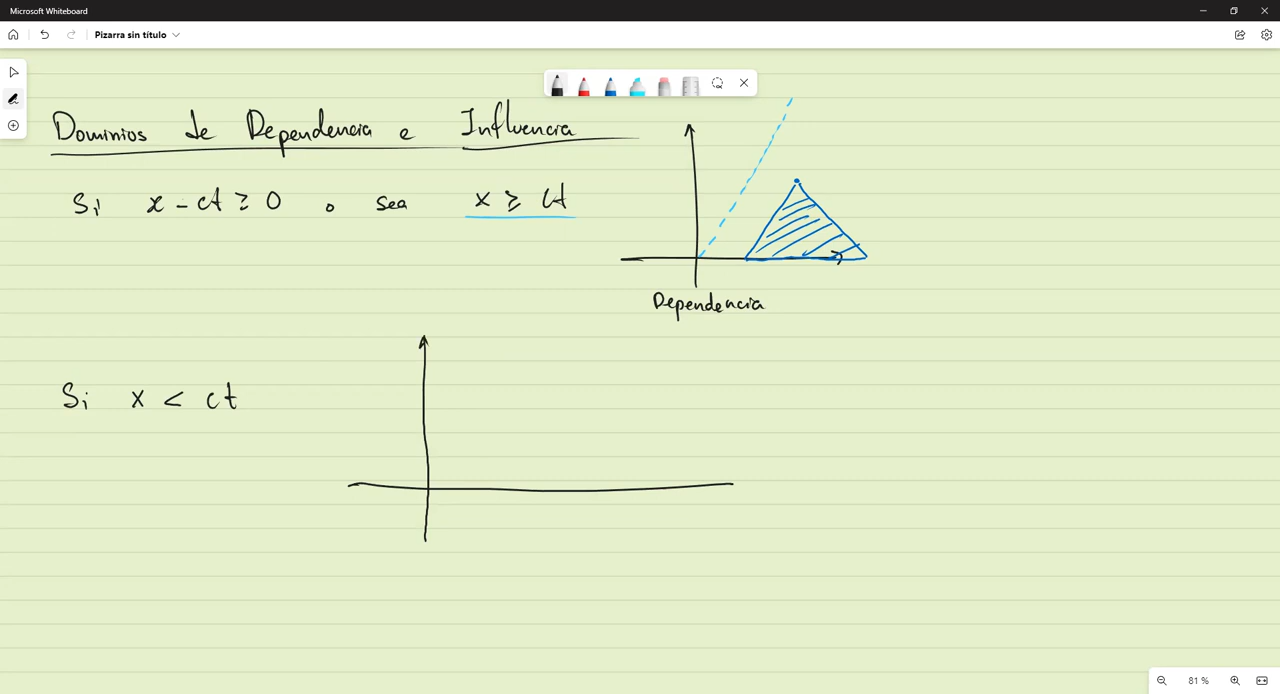 Microsoft Whiteboard
Pizarra sin título
Dominios de Dependencia e Influencia
Si x - ct ≥ 0 o sea x ≥ ct
Dependencia
Si x < ct
81 %